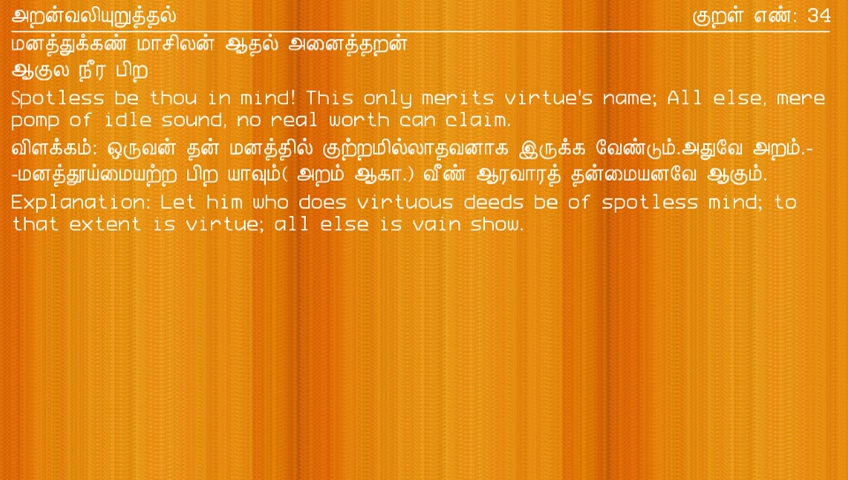 அறன்வலியுறுத்தல் குறள் எண்: 34
மனத்துக்கண் மாசிலன் ஆதல் அனைத்தறன்
ஆகுல நீர பிற
Spotless be thou in mind! This only merits virtue's name; All else, mere
pomp of idle sound, no real worth can claim.
விளக்கம்: ஒருவன் தன் மனத்தில் குற்றமில்லாதவனாக இருக்க வேண்டும்.அதுவே அறம்.-
-மனத்தூய்மையற்ற பிற யாவும்( அறம் ஆகா.) வீண் ஆரவாரத் தன்மையனவே ஆகும்.
Explanation: Let him who does virtuous deeds be of spotless mind; to
that extent is virtue; all else is vain show.